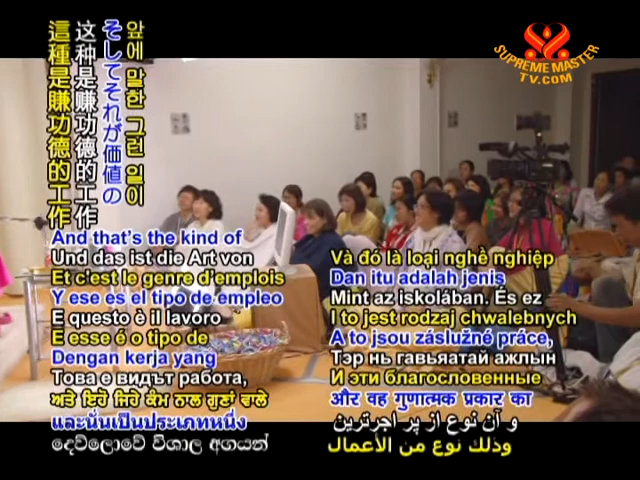 SUPREME MASTER
TV.COM
앞에 말한 그런 일이
そしてそれが価値の
这种是赚功德的工作
這種是賺功德的工作
And that's the kind of
Und das ist die Art von
Et c'est le genre d'emplois
Y ese es el tipo de empleo
E questo è il lavoro
E esse é o tipo de
Dengan kerja yang
Това е видът работа,
ਅਤੇ ਇਹੋ ਜਿਹੇ ਕੰਮ ਨਾਲ ਗੁਣਾਂ ਵਾਲੇ
และนั่นเป็นประเภทหนึ่ง
දෙව්ලොවේ විශාල අගයන්
Và đó là loại nghề nghiệp
Dan itu adalah jenis
Mint az iskolában. És ez
I to jest rodzaj chwalebnych
A to jsou záslužné práce,
Тэр нь гавьяатай ажлын
И эти благословенные
और वह गुणात्मक प्रकार का
و آن نوع از پر اجرترین
وذلك نوع من الأعمال